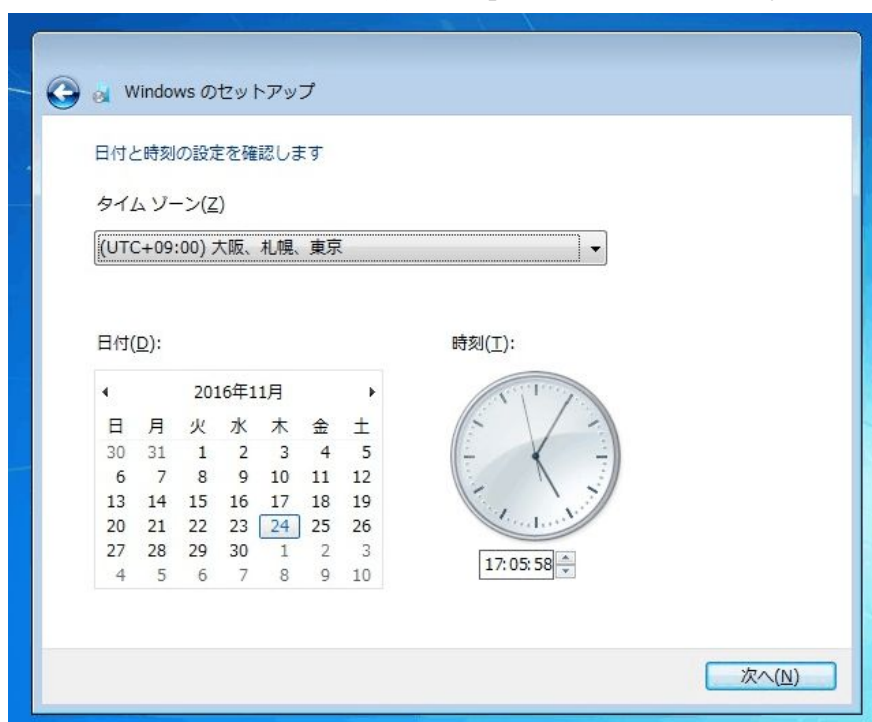 Windows のセットアップ
日付と時刻の設定を確認します
タイム ゾーン(Z)
(UTC+09:00) 大阪、札幌、東京
日付(D):
時刻(T):
2016年11月
日 月 火 水 木 金 土
30 31 1 2 3 4 5
6 7 8 9 10 11 12
13 14 15 16 17 18 19
20 21 22 23 24 25 26
27 28 29 30 1 2 3
4 5 6 7 8 9 10
17:05:58
次へ(N)